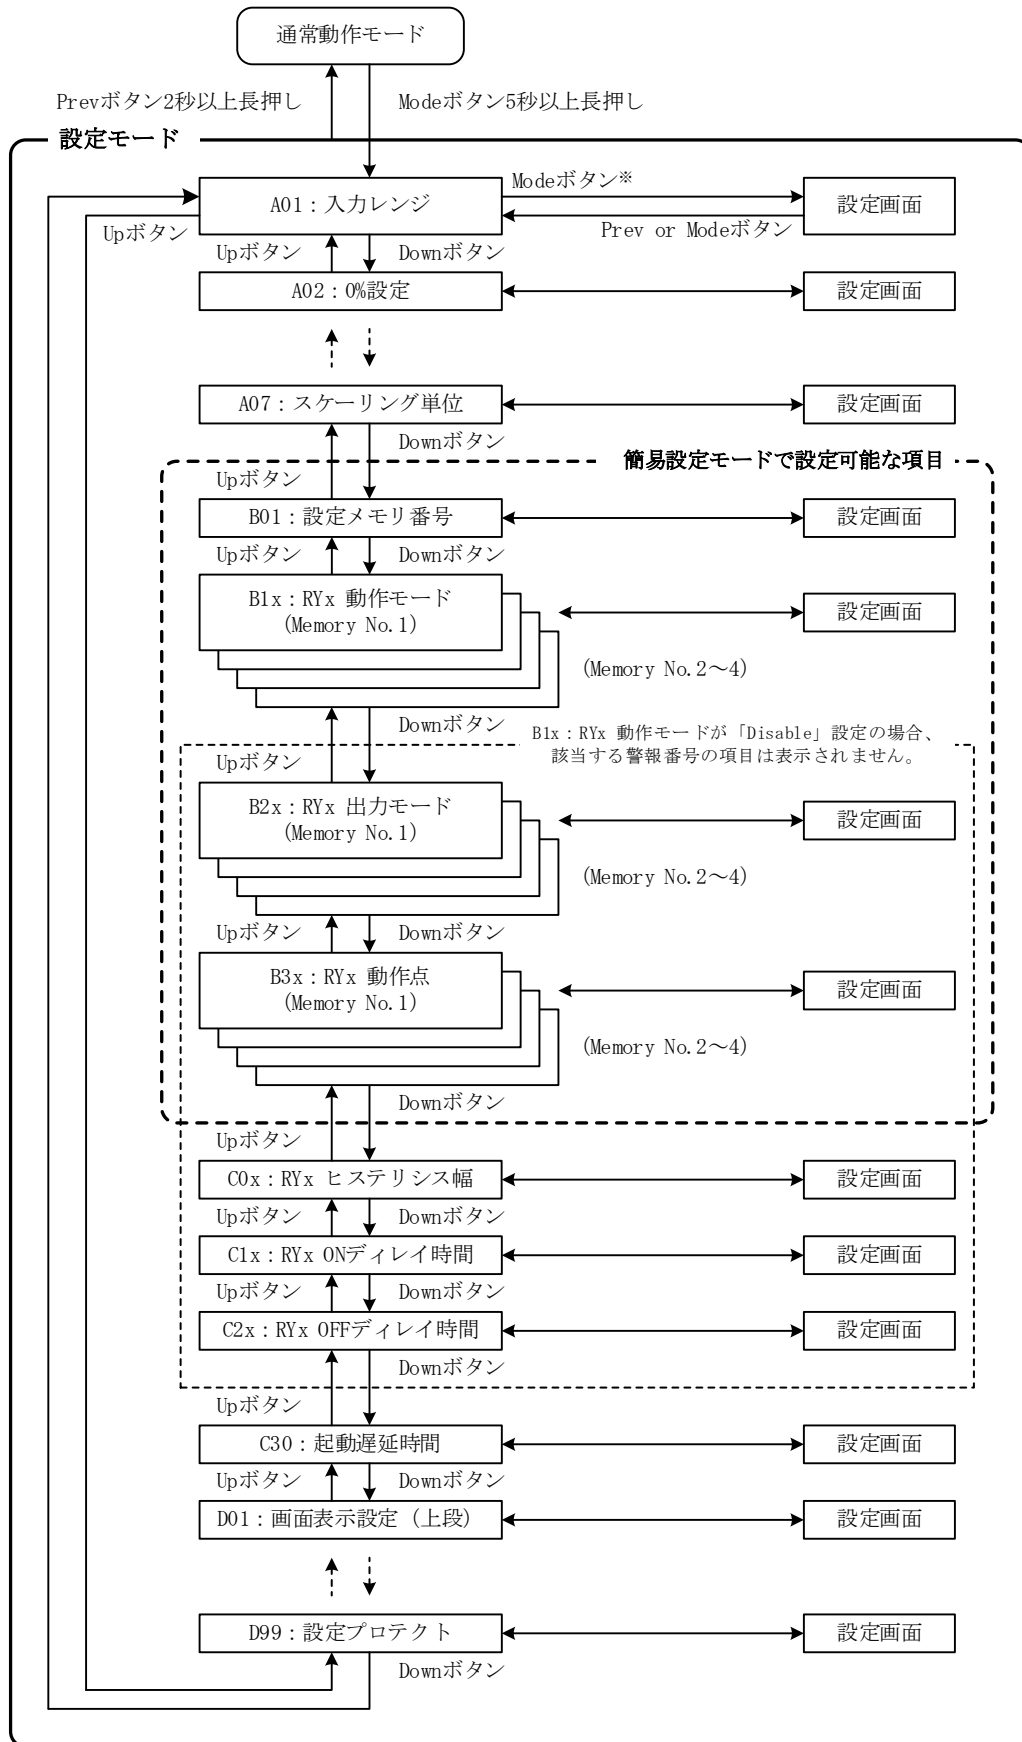 通常動作モード
Prevボタン2秒以上長押し
Modeボタン5秒以上長押し
設定モード
A01：入力レンジ
Modeボタン※
設定画面
Prev or Modeボタン
Upボタン
Upボタン
Downボタン
A02：0%設定
設定画面
A07：スケーリング単位
設定画面
Downボタン
簡易設定モードで設定可能な項目
Upボタン
B01：設定メモリ番号
設定画面
Upボタン
Downボタン
B1x：RYx 動作モード
(Memory No.1)
設定画面
(Memory No.2～4)
Downボタン
B1x：RYx 動作モードが「Disable」設定の場合、
該当する警報番号の項目は表示されません。
Upボタン
B2x：RYx 出力モード
(Memory No.1)
設定画面
(Memory No.2～4)
Upボタン
Downボタン
B3x：RYx 動作点
(Memory No.1)
設定画面
(Memory No.2～4)
Downボタン
Upボタン
C0x：RYx ヒステリシス幅
設定画面
Upボタン
Downボタン
C1x：RYx ONディレイ時間
設定画面
Upボタン
Downボタン
C2x：RYx OFFディレイ時間
設定画面
Downボタン
Upボタン
C30：起動遅延時間
設定画面
Upボタン
Downボタン
D01：画面表示設定（上段）
設定画面
D99：設定プロテクト
設定画面
Downボタン